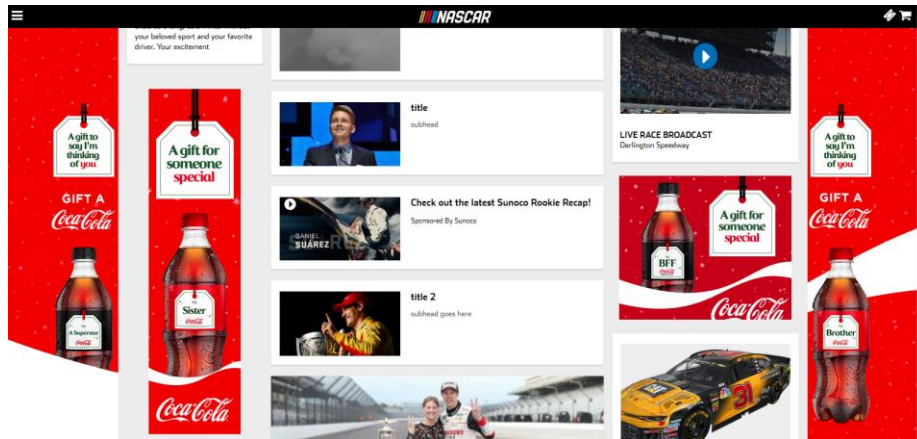 NASCAR
your beloved sport and your favorite
driver. Your excitement
A gift to
say I'm
thinking
of you
GIFT A
Coca-Cola
A Superstar
Coca-Cola
A gift for
someone
special
Sister
Coca-Cola
Coca-Cola
title
subhead
DANIEL
SUÁREZ
Check out the latest Sunoco Rookie Recap!
Sponsored By Sunoco
title 2
subhead goes here
LIVE RACE BROADCAST
Darlington Speedway
A gift for
someone
special
BFF
Coca-Cola
Coca-Cola
CAT
31
A gift to
say I'm
thinking
of you
GIFT A
Coca-Cola
Brother
Coca-Cola